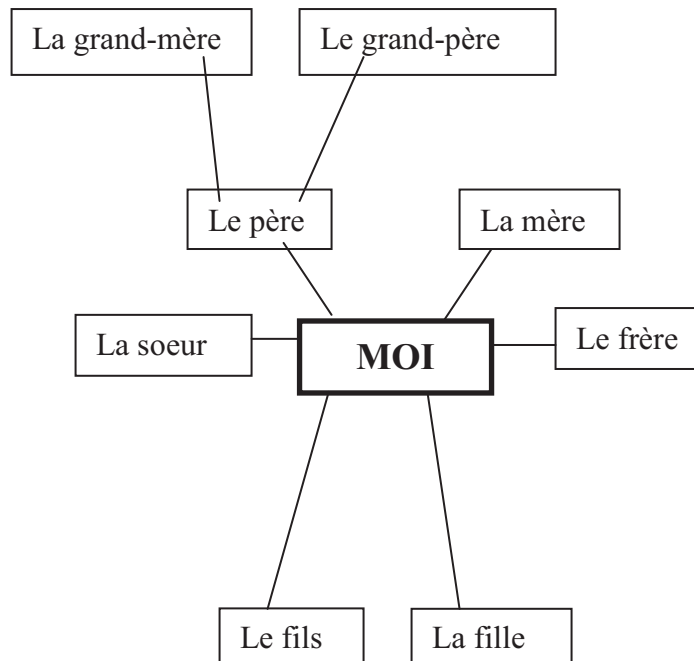 La grand-mère
Le grand-père
Le père
La mère
La soeur
MOI
Le frère
Le fils
La fille